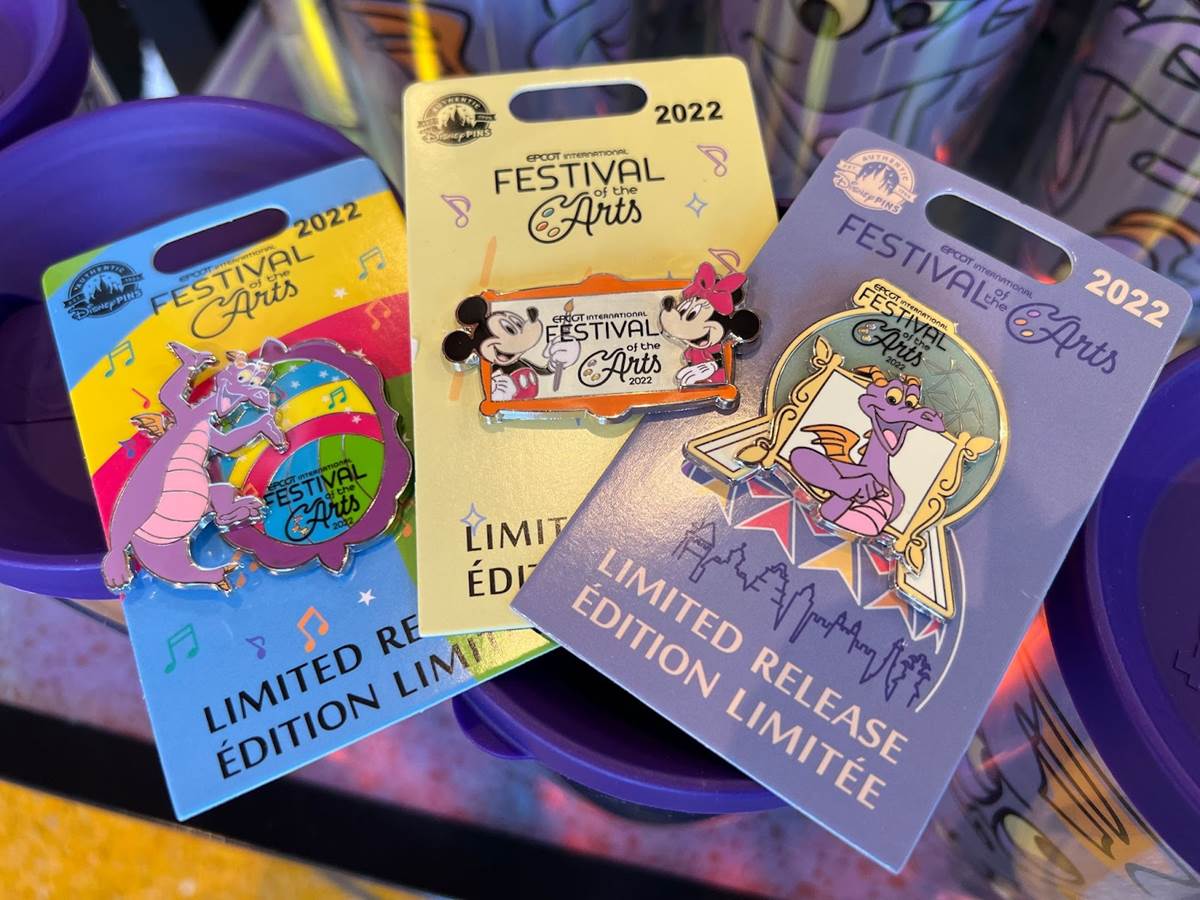 AUTHENTIC
Disney PINS
2022
EPCOT INTERNATIONAL
FESTIVAL
of the
Arts
EPCOT INTERNATIONAL
FESTIVAL
of the
Arts
2022
LIMITED RE
ÉDITION LIMI
AUTHENTIC
Disney PINS
2022
EPCOT INTERNATIONAL
FESTIVAL
of the
Arts
EPCOT INTERNATIONAL
FESTIVAL
of the
Arts
2022
LIMIT
ÉDIT
AUTHENTIC
Disney PINS
2022
EPCOT INTERNATIONAL
FESTIVAL
of the
Arts
EPCOT INTERNATIONAL
FESTIVAL
of the
Arts
2022
LIMITED RELEASE
ÉDITION LIMITÉE